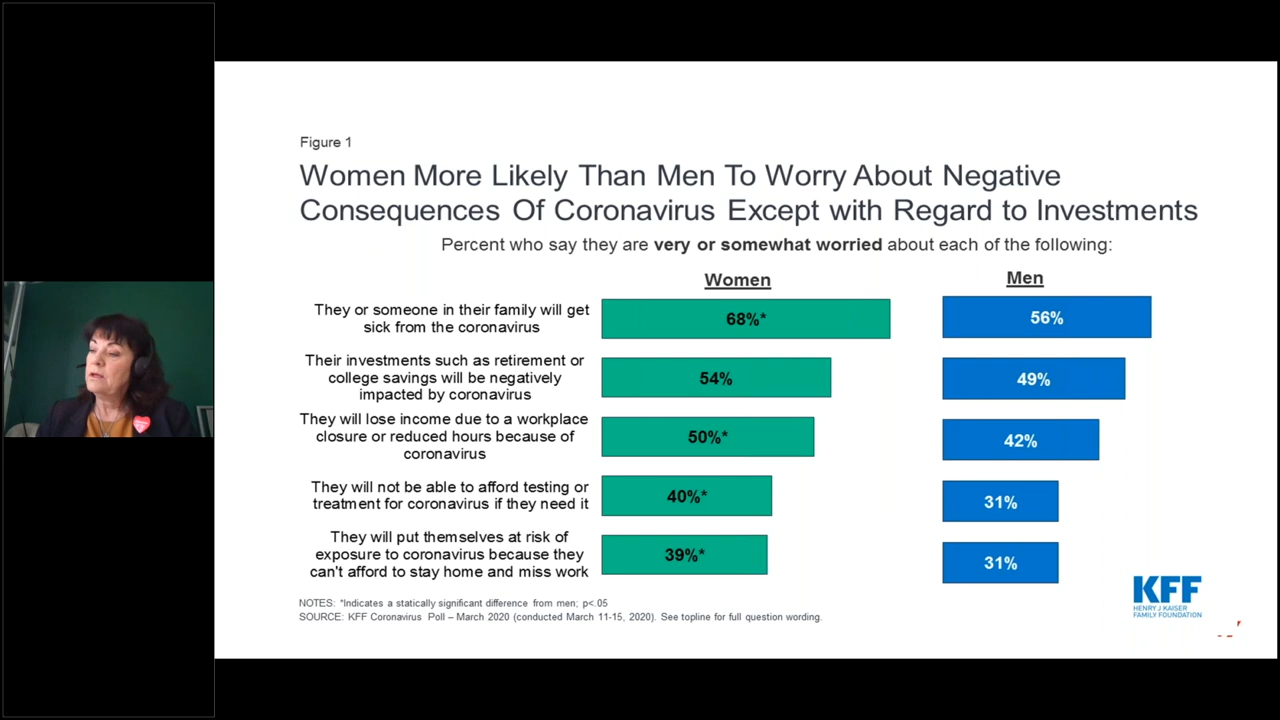 Figure 1
Women More Likely Than Men To Worry About Negative
Consequences Of Coronavirus Except with Regard to Investments
Percent who say they are very or somewhat worried about each of the following:
Women
Men
They or someone in their family will get
sick from the coronavirus
68%*
56%
Their investments such as retirement or
college savings will be negatively
impacted by coronavirus
54%
49%
They will lose income due to a workplace
closure or reduced hours because of
coronavirus
50%*
42%
They will not be able to afford testing or
treatment for coronavirus if they need it
40%*
31%
They will put themselves at risk of
exposure to coronavirus because they
can't afford to stay home and miss work
39%*
31%
NOTES: *Indicates a statically significant difference from men; p<.05
SOURCE: KFF Coronavirus Poll – March 2020 (conducted March 11-15, 2020). See topline for full question wording.
KFF
HENRY J KAISER
FAMILY FOUNDATION